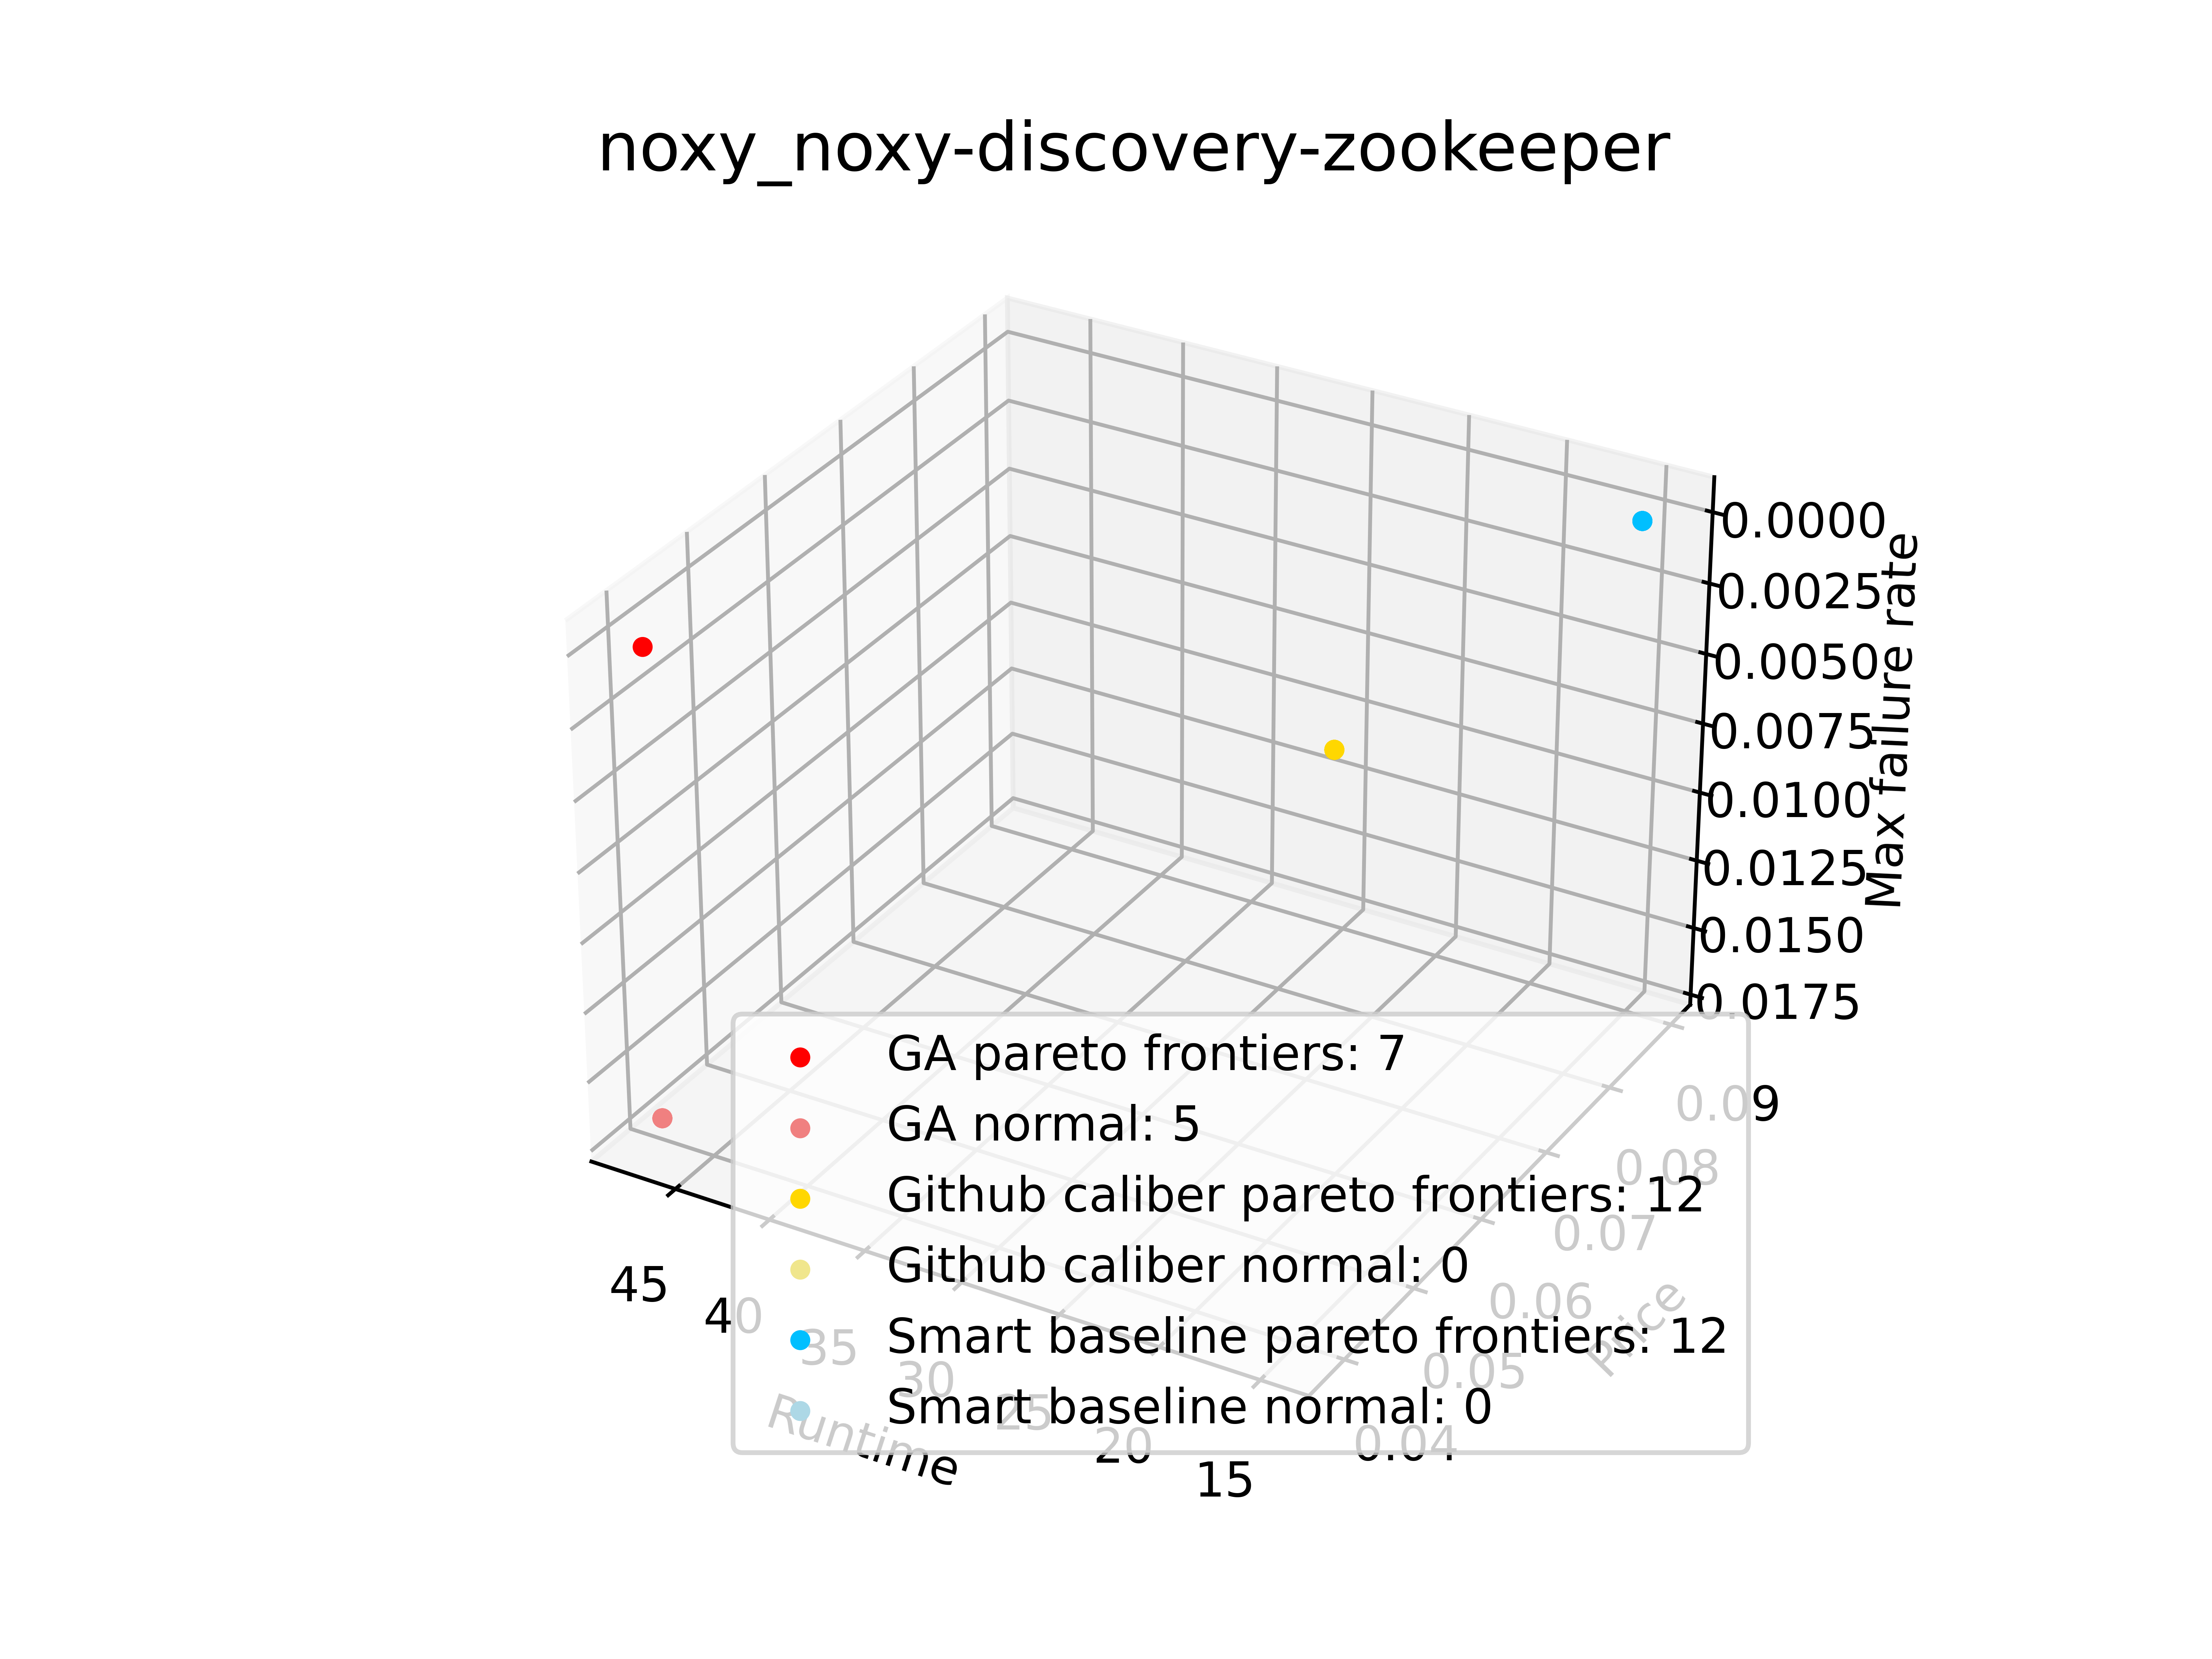 noxy_noxy-discovery-zookeeper
0.0000
0.0025
0.0050
0.0075
0.0100
0.0125
0.0150
0.0175
Max failure rate
GA pareto frontiers: 7
GA normal: 5
Github caliber pareto frontiers: 12
Github caliber normal: 0
Smart baseline pareto frontiers: 12
Smart baseline normal: 0
0.09
0.08
0.07
0.06
0.05
0.04
Price
45
40
35
30
25
20
15
Runtime